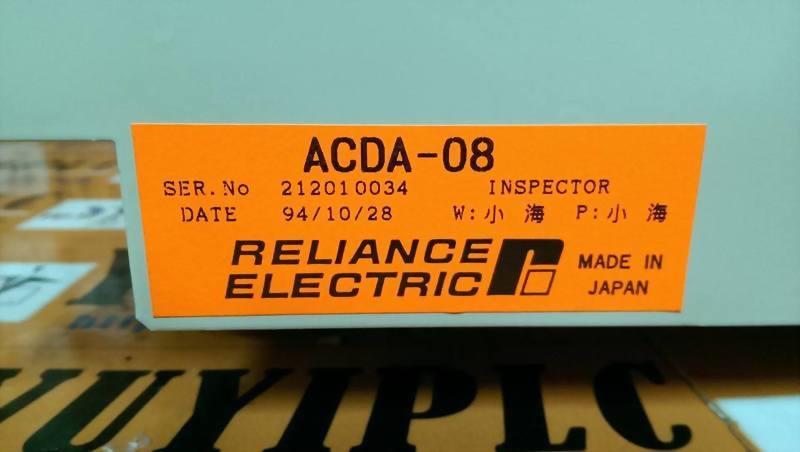 ACDA-08
SER.No 212010034 INSPECTOR
DATE 94/10/28 W:小 海 P:小 海
RELIANCE
ELECTRIC
MADE IN
JAPAN
YUYIPLC